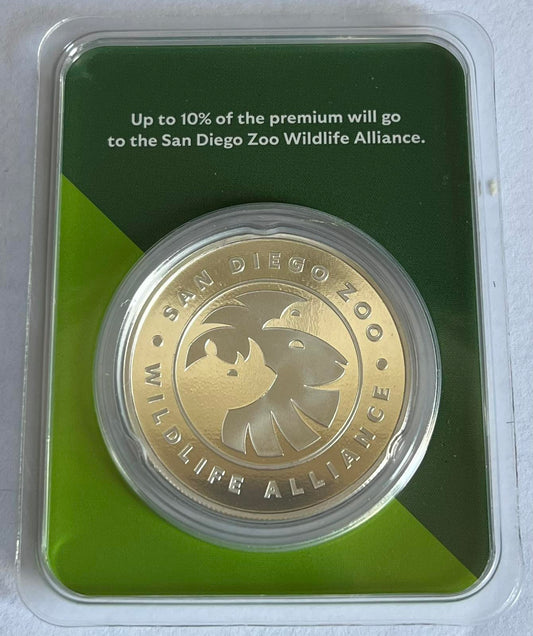 Up to 10% of the premium will go
to the San Diego Zoo Wildlife Alliance.
SAN DIEGO ZOO
WILDLIFE ALLIANCE